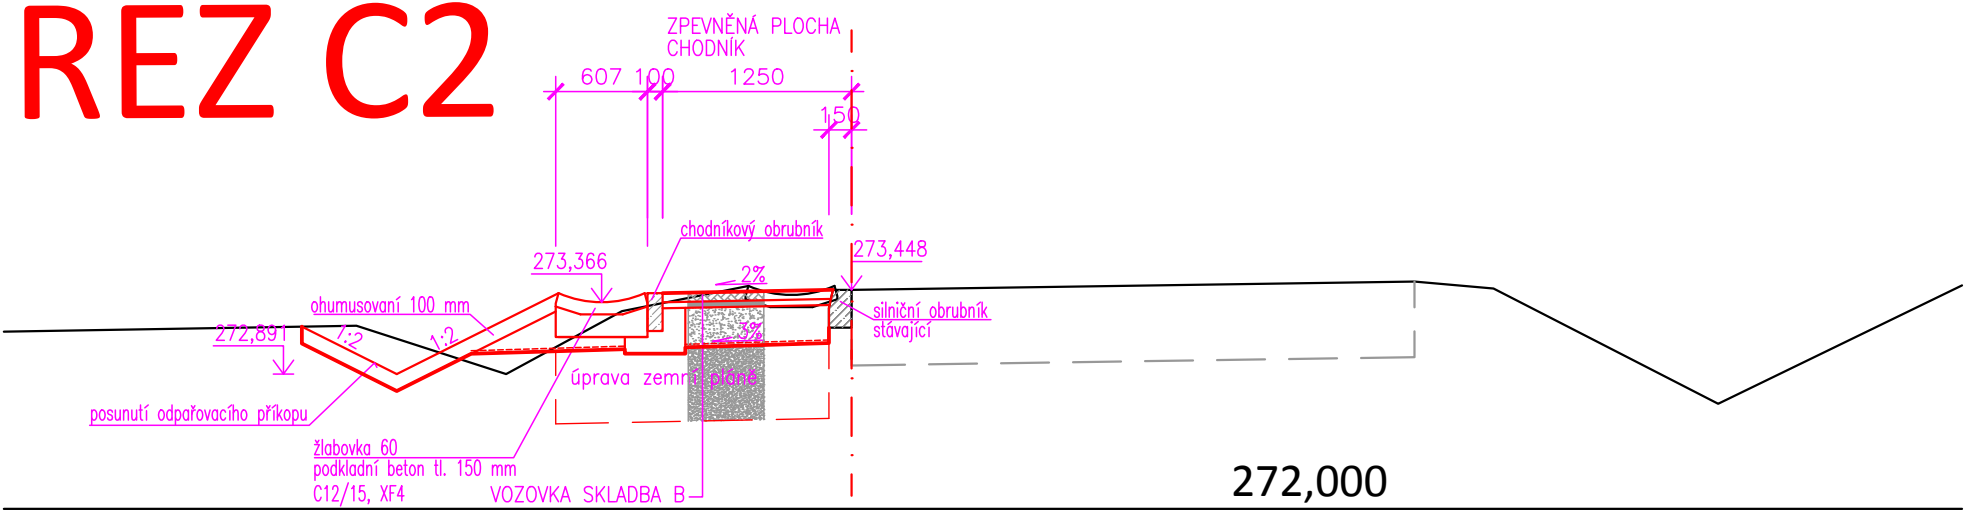 REZ C2
ZPEVNĚNÁ PLOCHA
CHODNÍK
607 100 1250
150
chodníkový obrubník
273,366
273,448
2%
ohumusovaní 100 mm
silniční obrubník
stávající
272,891
1:2
1:2
3%
úprava zemní pláně
posunutí odpařovacího příkopu
žlabovka 60
podkladní beton tl. 150 mm
C12/15, XF4
VOZOVKA SKLADBA B
272,000